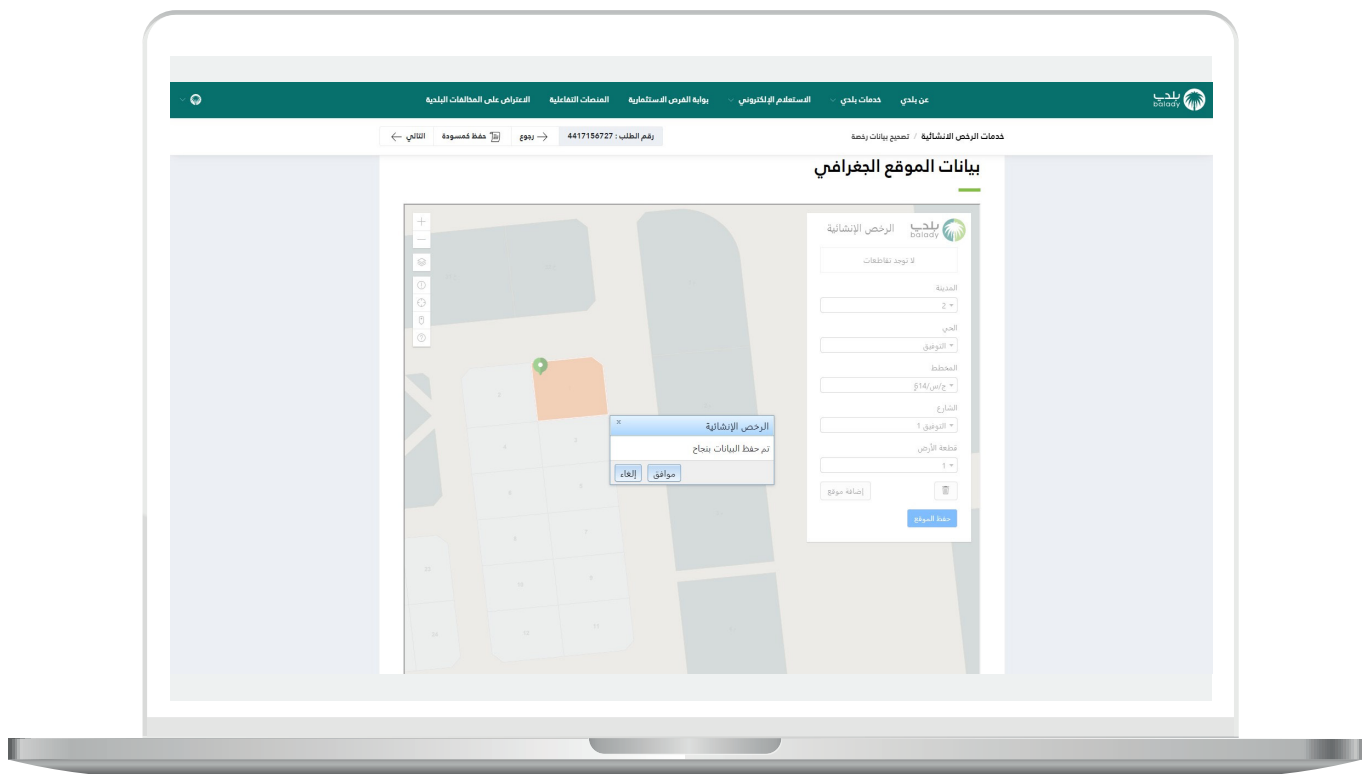 بلدي
balady
عن بلدي
خدمات بلدي
الاستعلام الإلكتروني
بوابة الفرص الاستثمارية
المنصات التفاعلية
الاعتراض على المخالفات البلدية
خدمات الرخص الانشائية / تصحيح بيانات رخصة
رقم الطلب : 4417156727
رجوع
حفظ كمسودة
التالي
بيانات الموقع الجغرافي
بلدي
balady
الرخص الإنشائية
لا توجد تقاطعات
المدينة
2
الحي
التوفيق
المخطط
الشارع
التوفيق 1
قطعة الأرض
1
إضافة موقع
حفظ الموقع
الرخص الإنشائية
x
تم حفظ البيانات بنجاح
موافق
إلغاء